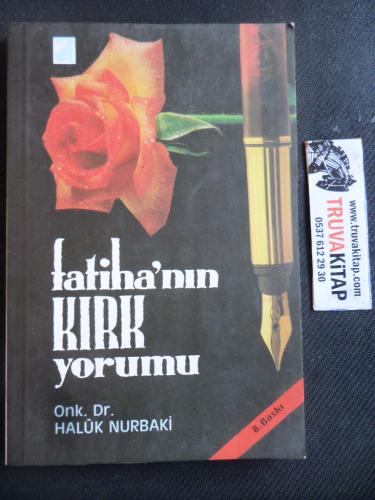 fatiha'nın
KIRK
yorumu
Onk. Dr.
HALÛK NURBAKİ
8. Baskı
TRUVAKİTAP
www.truvakitap.com
0537 612 29 30